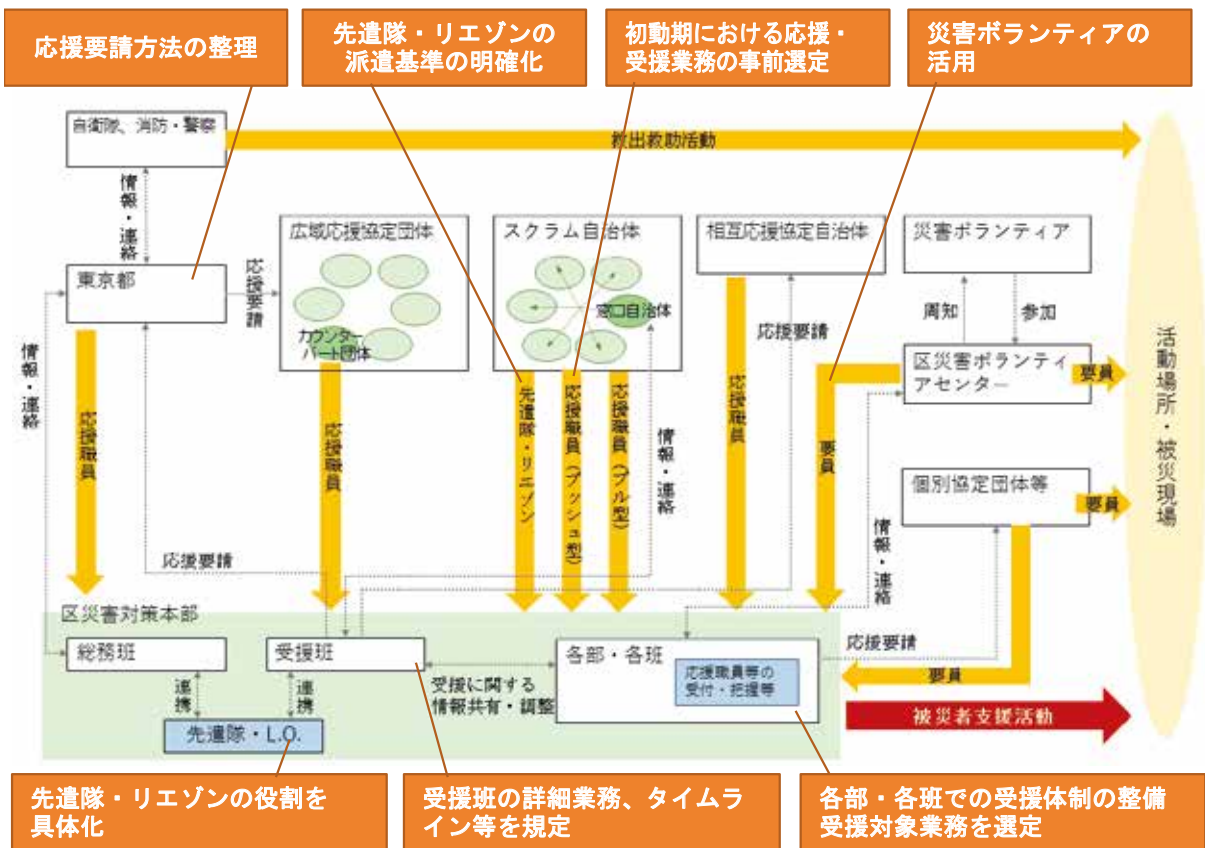 応援要請方法の整理
先遣隊・リエゾンの
派遣基準の明確化
初動期における応援・
受援業務の事前選定
災害ボランティアの
活用
自衛隊、消防・警察
救出救助活動
情報・連絡
広域応援協定団体
スクラム自治体
相互応援協定自治体
災害ボランティア
東京都
応援要請
カウンター
パート団体
窓口自治体
応援要請
周知
参加
情報・連絡
区災害ボランティ
アセンター
要員
活動場所・被災現場
応援職員
応援職員
先遣隊・リエゾン
応援職員(プッシュ型)
応援職員(プル型)
情報・連絡
応援職員
要員
個別協定団体等
要員
情報・連絡
応援要請
区災害対策本部
総務班
受援班
各部・各班
応援職員等の
受付・把握等
応援要請
連携
連携
受援に関する
情報共有・調整
要員
先遣隊・L.O.
被災者支援活動
先遣隊・リエゾンの役割を
具体化
受援班の詳細業務、タイムラ
イン等を規定
各部・各班での受援体制の整備
受援対象業務を選定